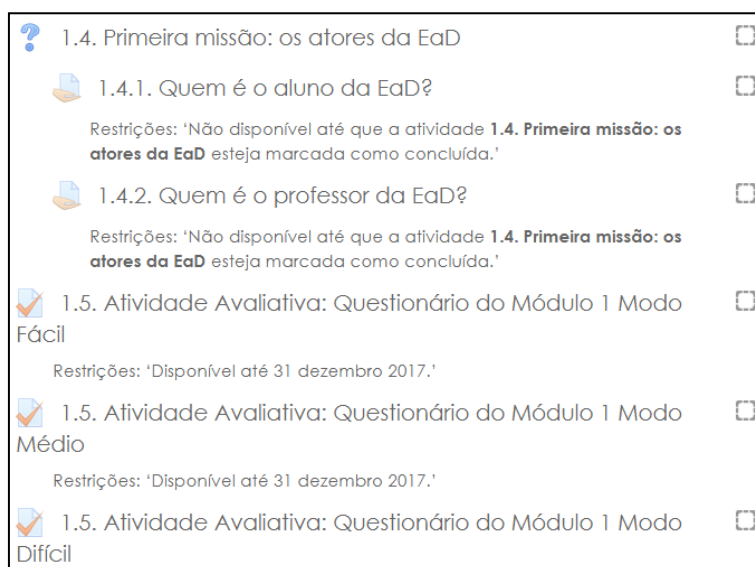 1.4. Primeira missão: os atores da EaD
1.4.1. Quem é o aluno da EaD?
Restrições: ‘Não disponível até que a atividade 1.4. Primeira missão: os
atores da EaD esteja marcada como concluída.’
1.4.2. Quem é o professor da EaD?
Restrições: ‘Não disponível até que a atividade 1.4. Primeira missão: os
atores da EaD esteja marcada como concluída.’
1.5. Atividade Avaliativa: Questionário do Módulo 1 Modo
Fácil
Restrições: ‘Disponível até 31 dezembro 2017.’
1.5. Atividade Avaliativa: Questionário do Módulo 1 Modo
Médio
Restrições: ‘Disponível até 31 dezembro 2017.’
1.5. Atividade Avaliativa: Questionário do Módulo 1 Modo
Difícil